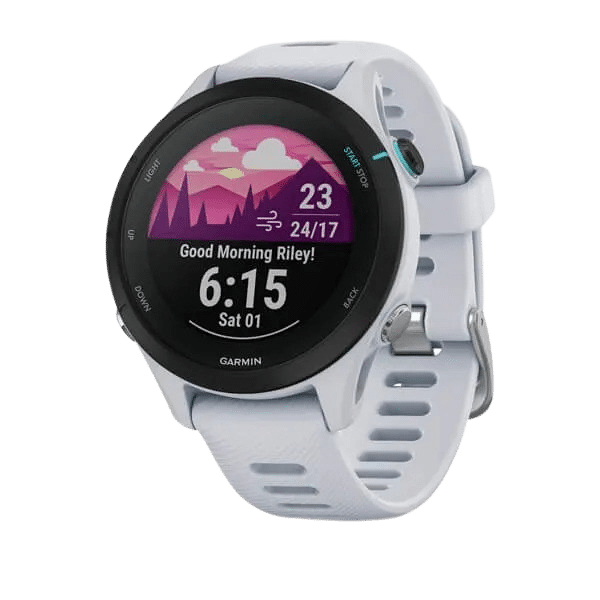 LIGHT
START STOP
23
24/17
UP
Good Morning Riley!
6:15
DOWN
BACK
Sat 01
GARMIN